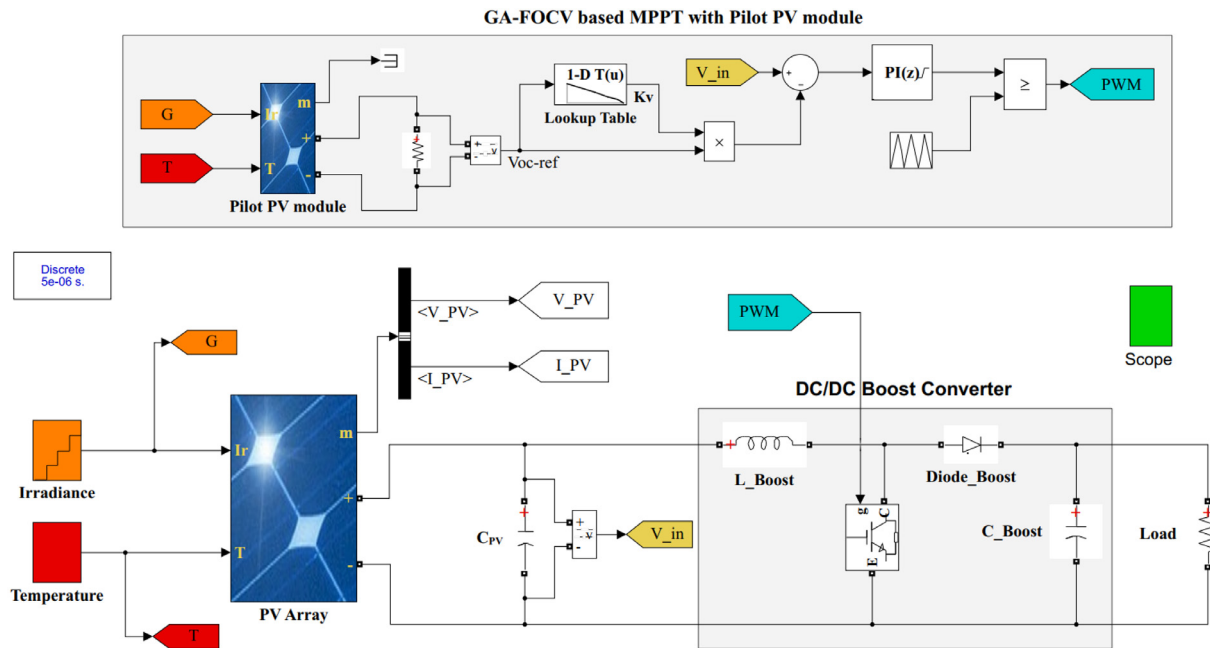 GA-FOCV based MPPT with Pilot PV module
G
T
Ir
T
m
+
-
Pilot PV module
+
+
-
v
Voc-ref
1-D T(u)
Lookup Table
Kv
×
V_in
+
-
PI(z)
≥
PWM
Discrete
5e-06 s.
G
Irradiance
Temperature
T
Ir
T
m
+
-
PV Array
<V_PV>
<I_PV>
V_PV
I_PV
+
CPV
+
-
v
V_in
PWM
Scope
DC/DC Boost Converter
+
L_Boost
g
C
E
Diode_Boost
+
C_Boost
+
Load